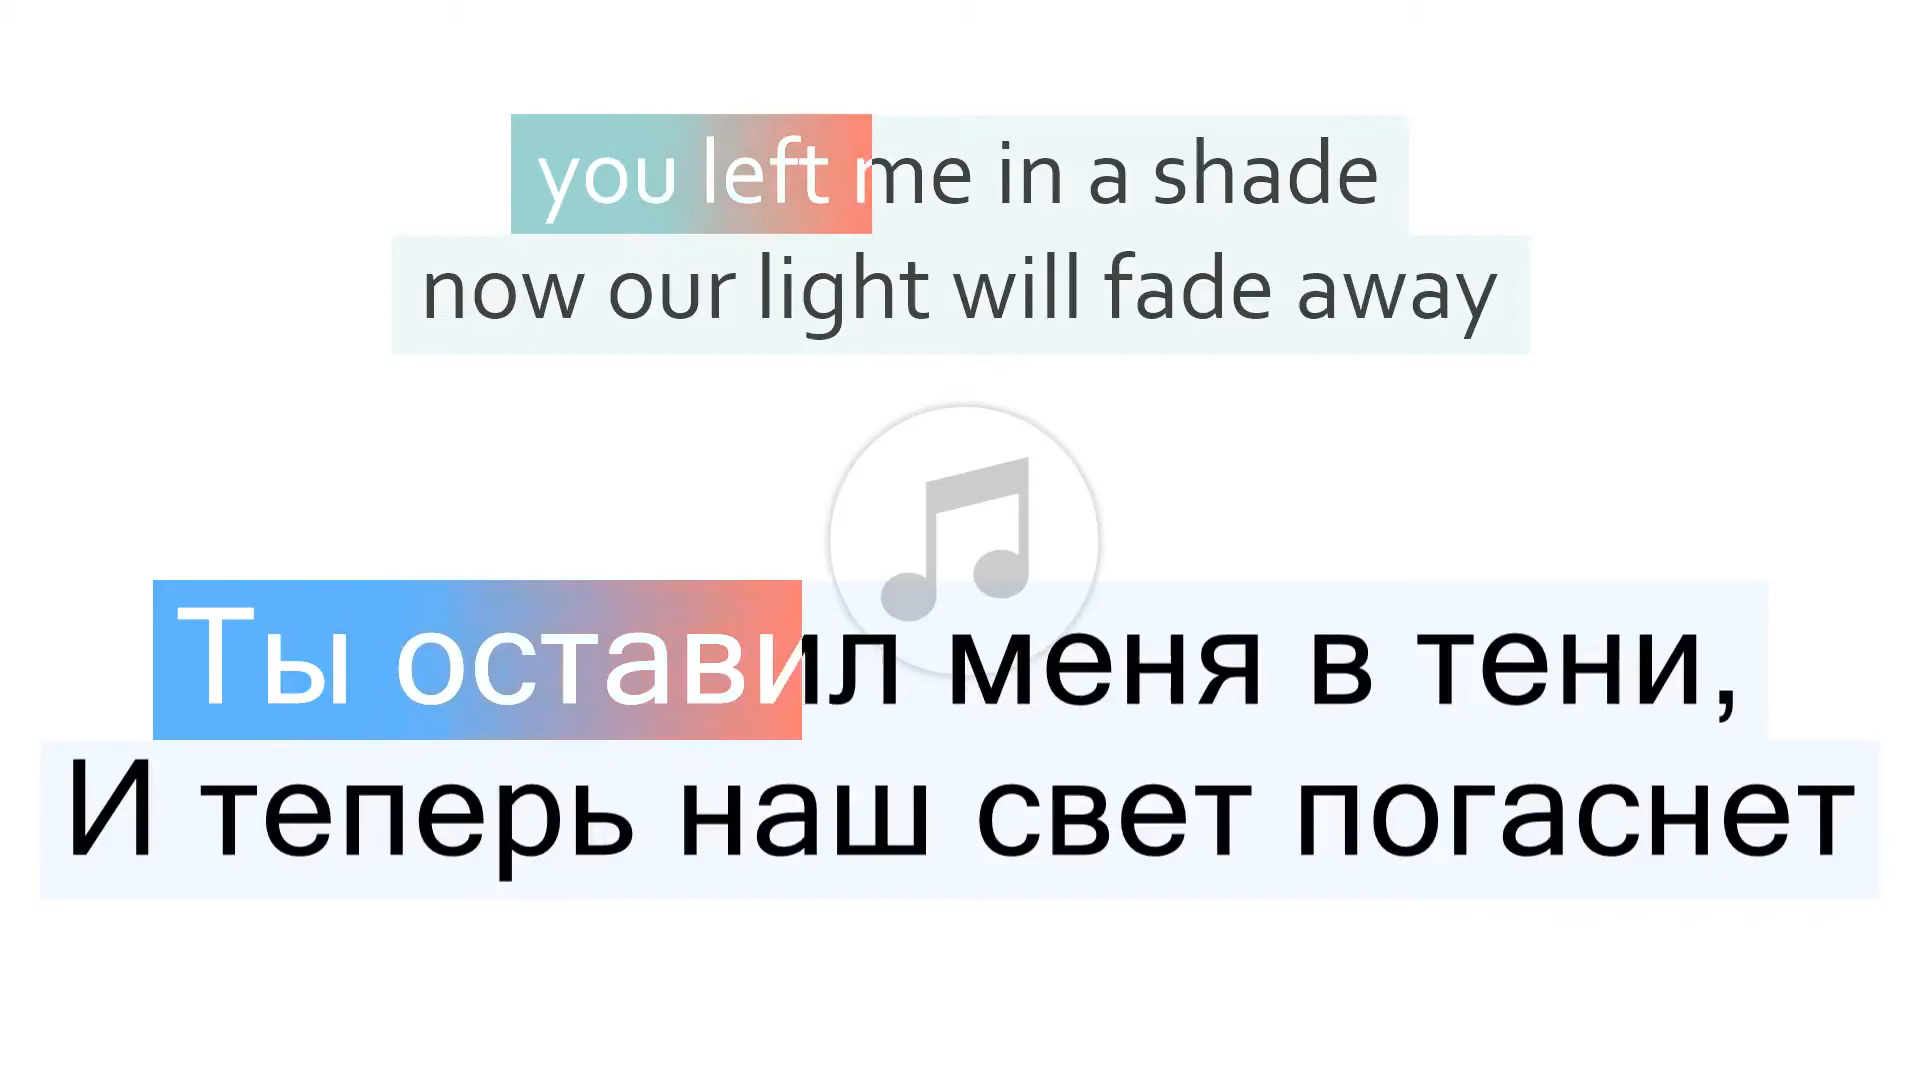 you left me in a shade
now our light will fade away
Ты оставил меня в тени,
И теперь наш свет погаснет